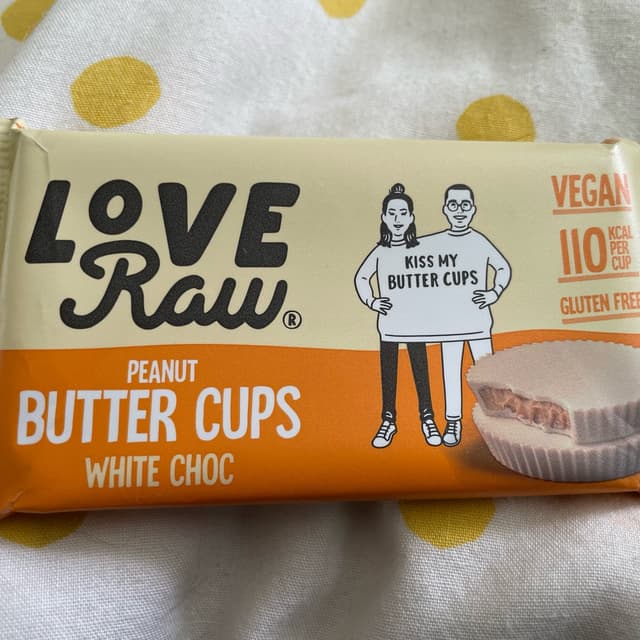 LOVE
Raw®
PEANUT
BUTTER CUPS
WHITE CHOC
KISS MY
BUTTER CUPS
VEGAN
110 KCAL
PER
CUP
GLUTEN FREE